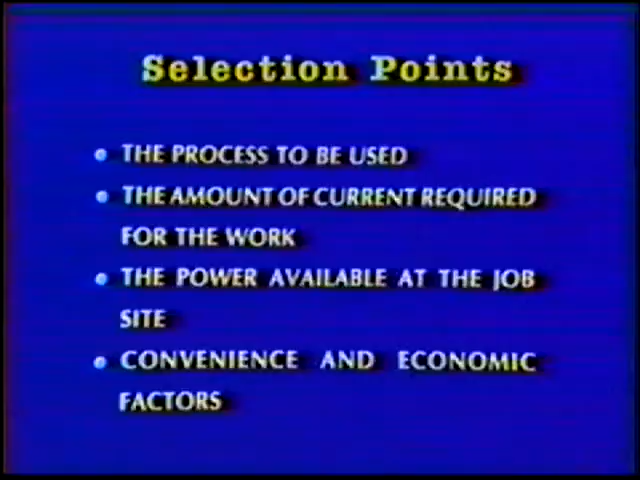 Selection Points
THE PROCESS TO BE USED
THE AMOUNT OF CURRENT REQUIRED
FOR THE WORK
THE POWER AVAILABLE AT THE JOB
SITE
CONVENIENCE AND ECONOMIC
FACTORS